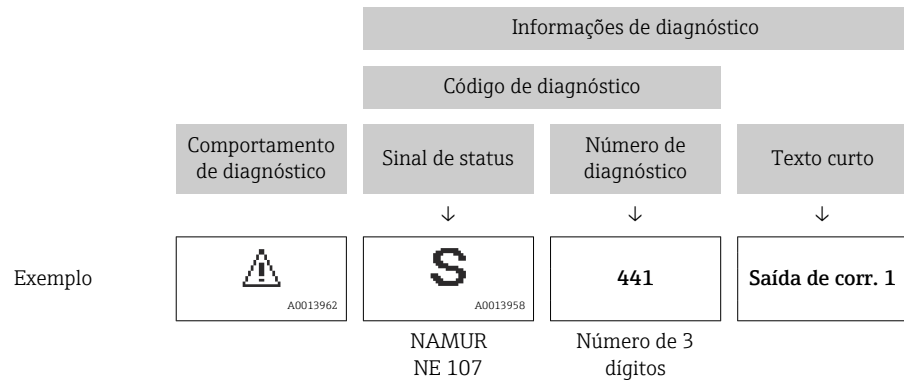 Informações de diagnóstico
Código de diagnóstico
Comportamento
de diagnóstico
Sinal de status
Número de
diagnóstico
Texto curto
↓ ↓ ↓
Exemplo
A0013962
S
A0013958
441
Saída de corr. 1
NAMUR
NE 107
Número de 3
dígitos